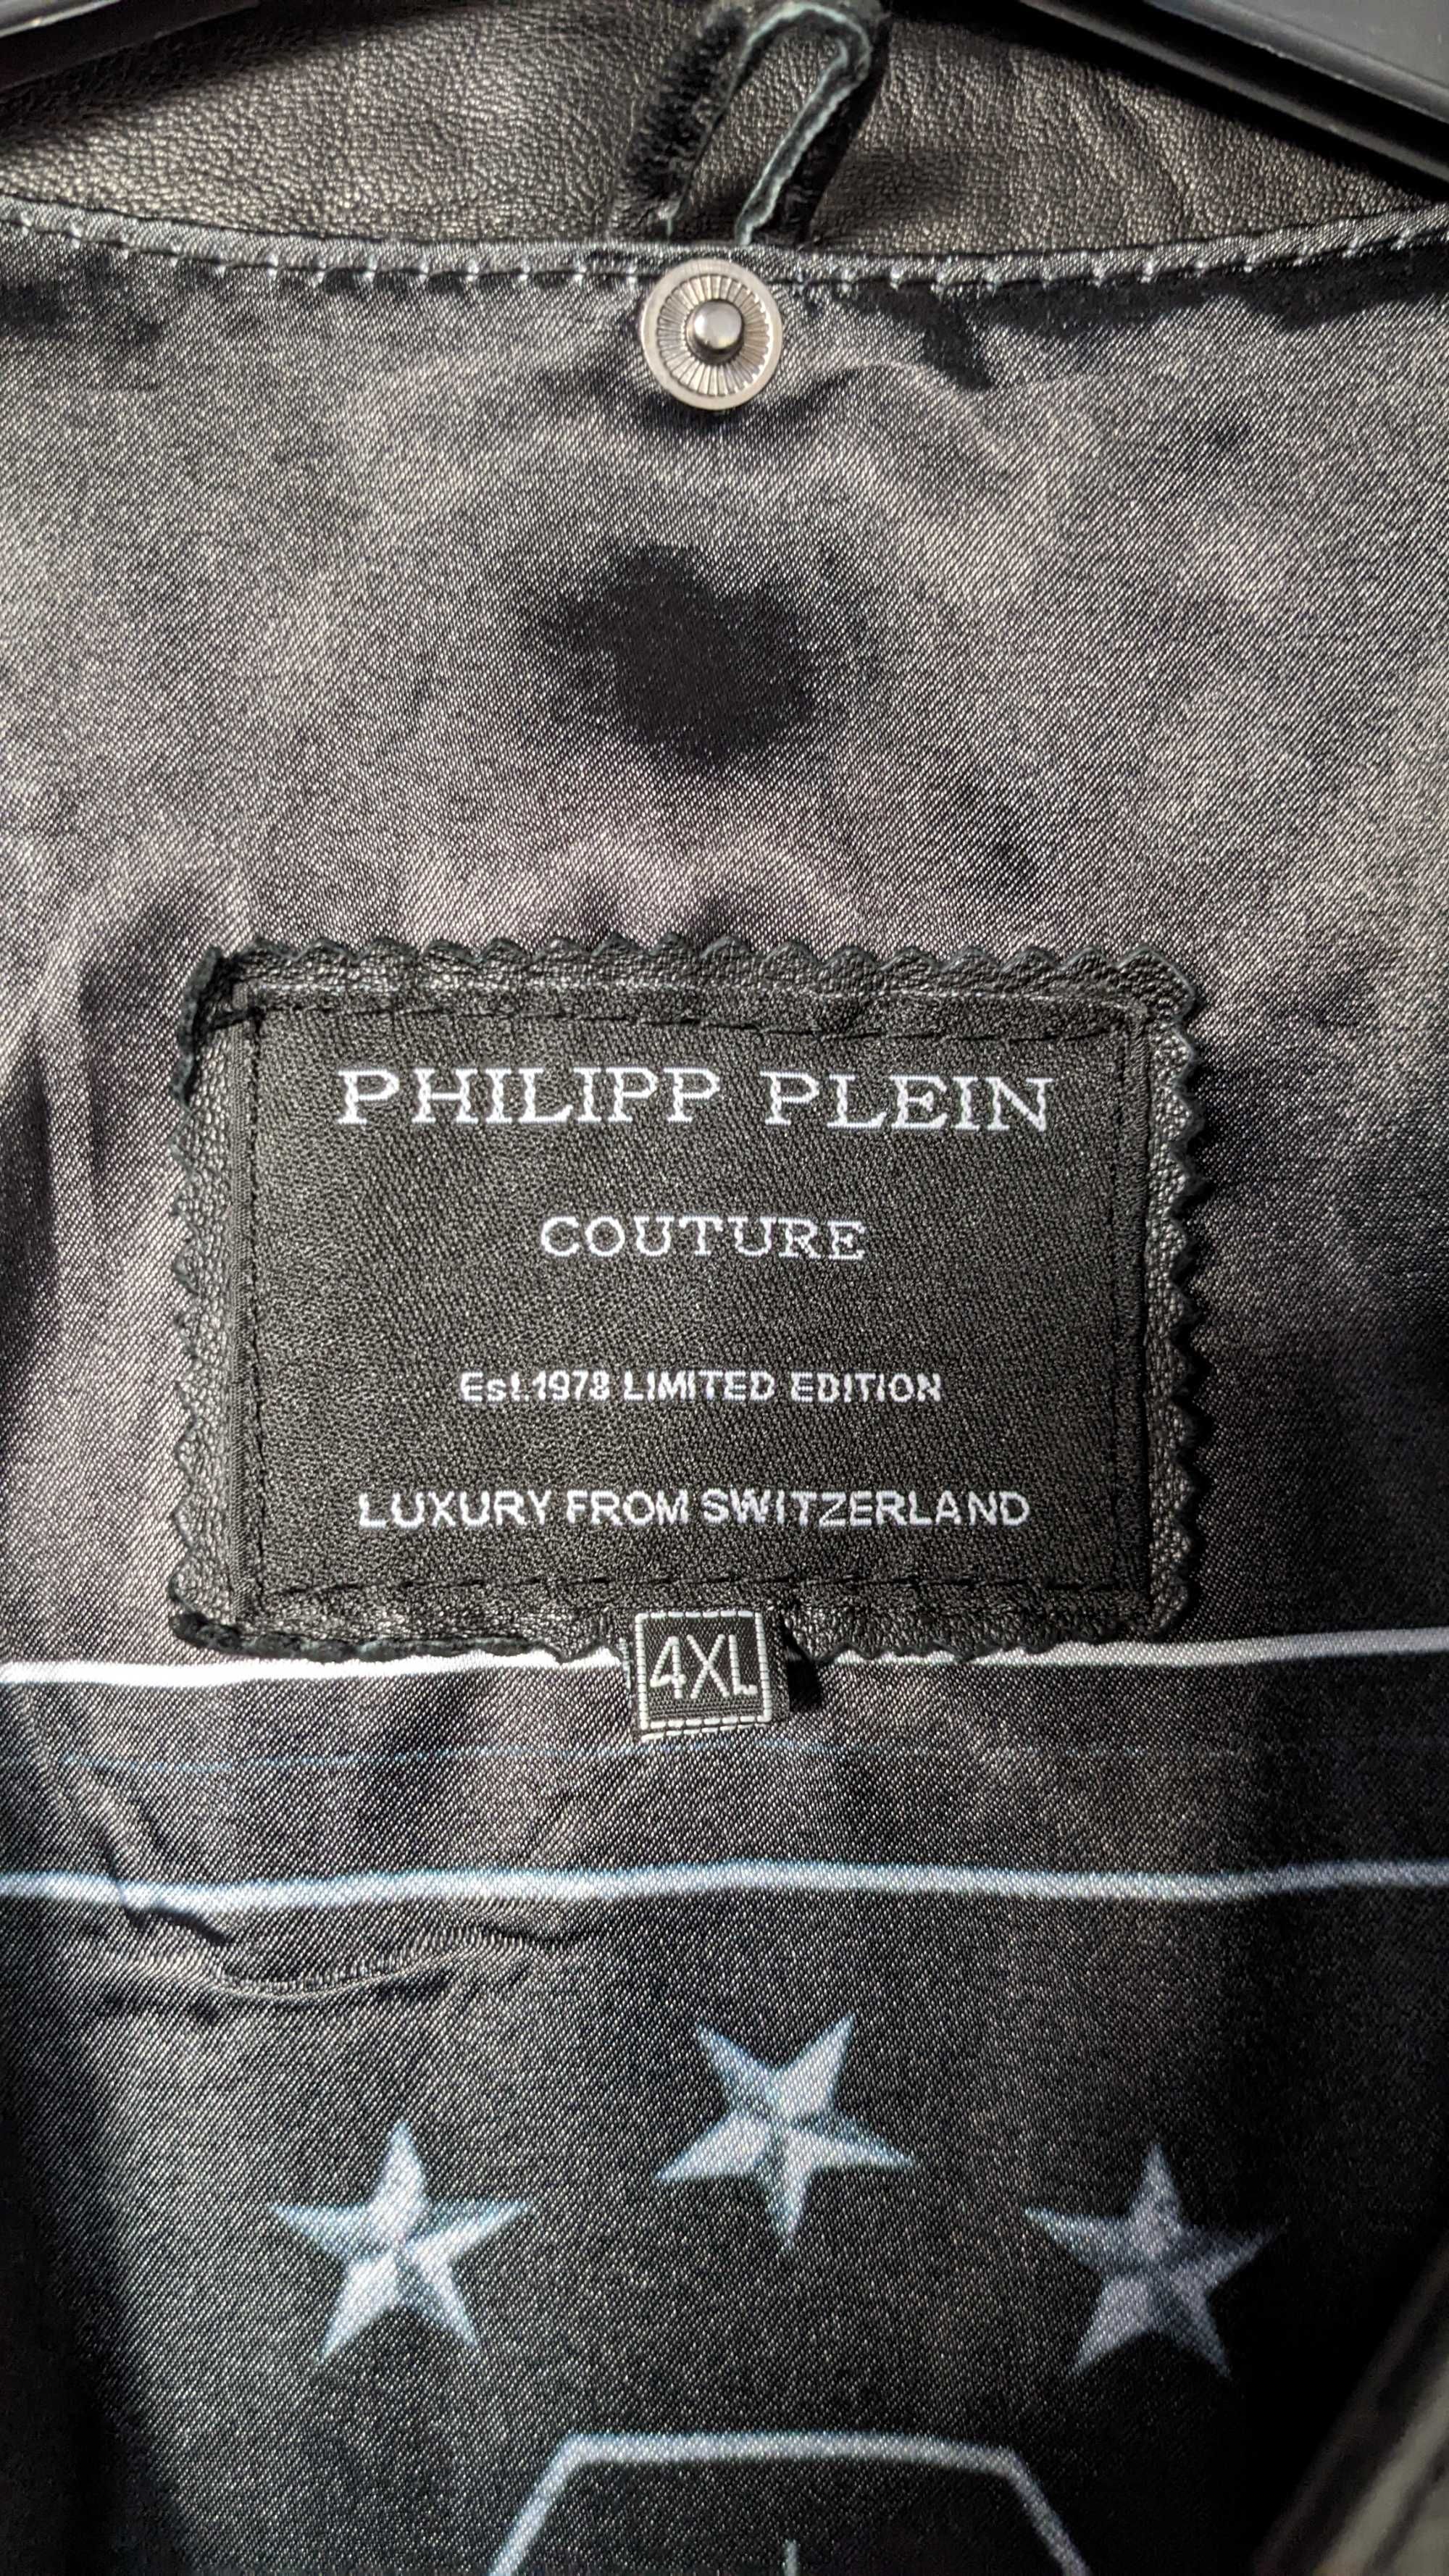 PHILIPP PLEIN
COUTURE
Est.1978 LIMITED EDITION
LUXURY FROM SWITZERLAND
4XL